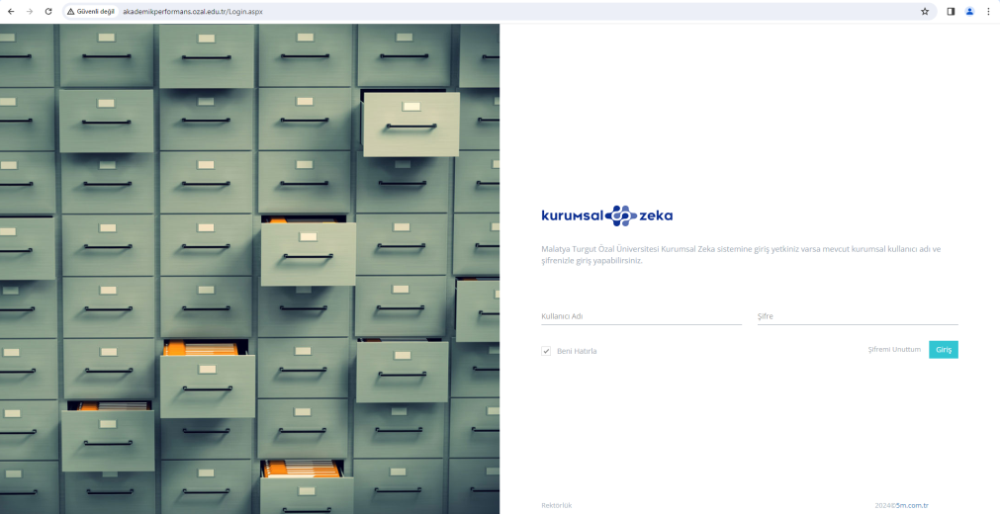 Güvenli değil
akademikperformans.ozal.edu.tr/Login.aspx
kurumsal zeka
Malatya Turgut Özal Üniversitesi Kurumsal Zeka sistemine giriş yetkiniz varsa mevcut kurumsal kullanıcı adı ve
şifrenizle giriş yapabilirsiniz.
Kullanıcı Adı
Şifre
Beni Hatırla
Şifremi Unuttum
Giriş
Rektörlük
2024©5m.com.tr